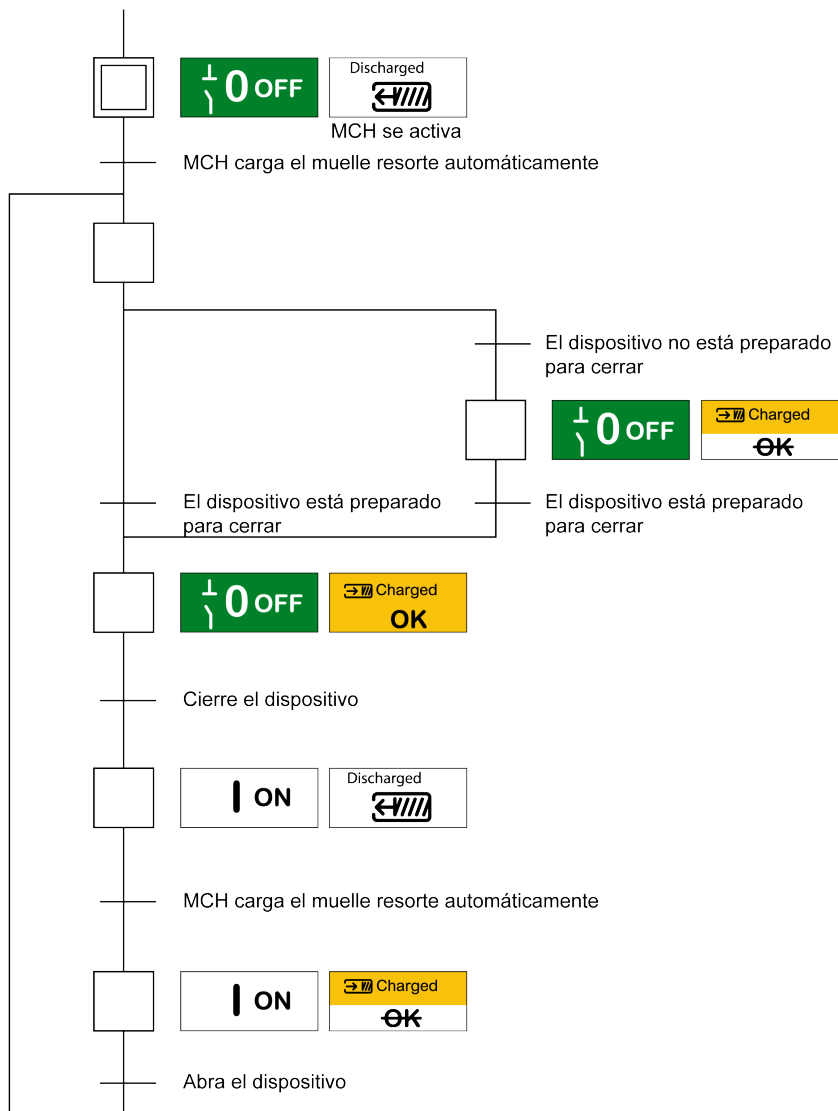 0 OFF
Discharged
MCH se activa
MCH carga el muelle resorte automáticamente
El dispositivo no está preparado
para cerrar
0 OFF
Charged
OK
El dispositivo está preparado
para cerrar
El dispositivo está preparado
para cerrar
0 OFF
Charged
OK
Cierre el dispositivo
I ON
Discharged
MCH carga el muelle resorte automáticamente
I ON
Charged
OK
Abra el dispositivo